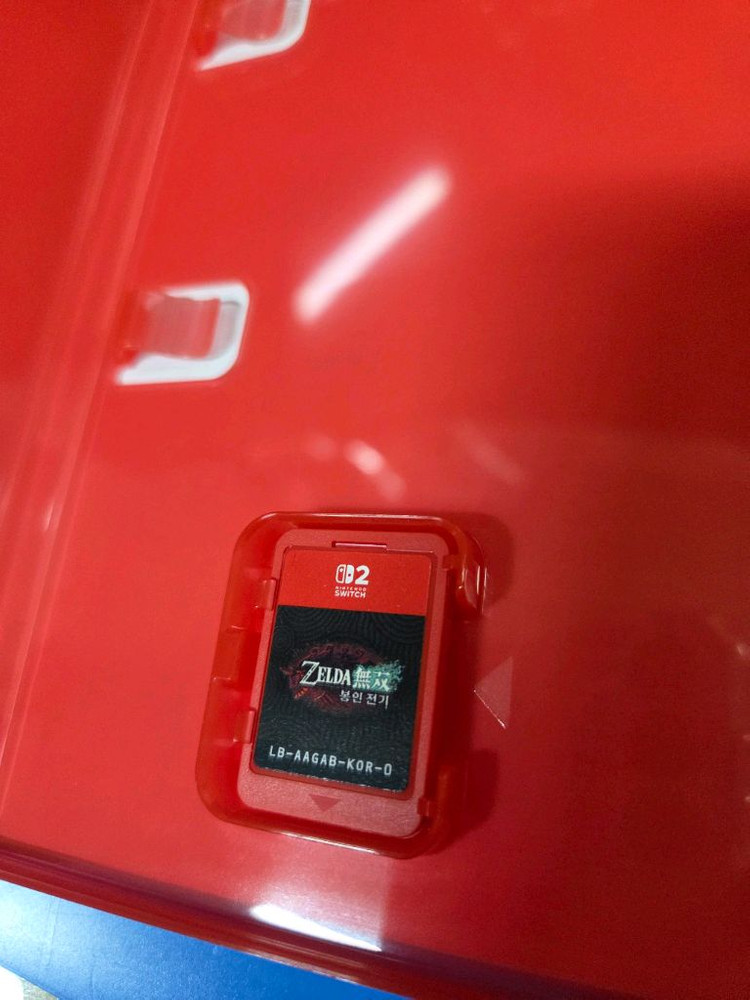 2
NINTENDO
SWITCH
ZELDA無双
봉인 전기
LB-AAGAB-KOR-0